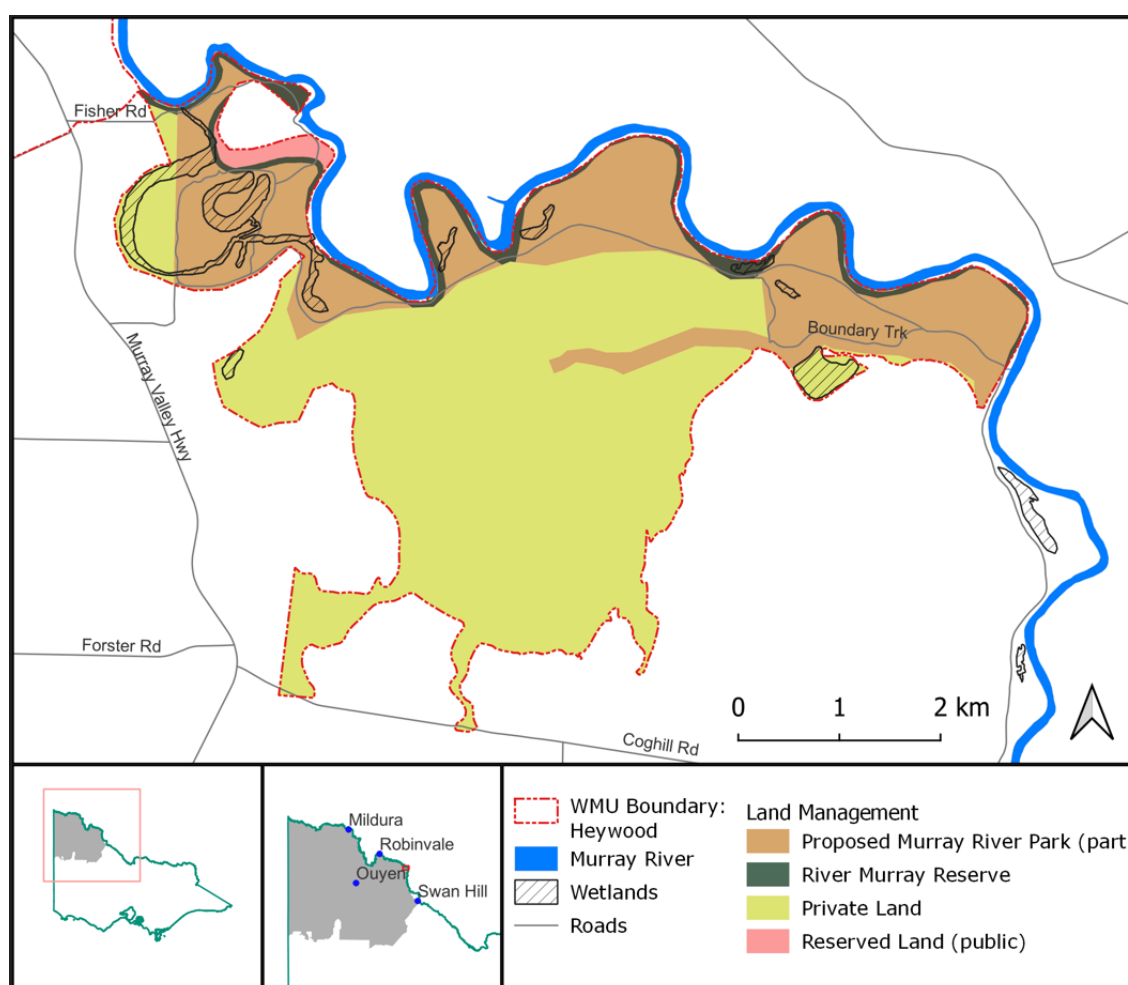 Fisher Rd
Murray Valley Hwy
Boundary Trk
Forster Rd
Coghill Rd
0 1 2 km
Mildura
Robinvale
Ouyen
Swan Hill
WMU Boundary:
Heywood
Murray River
Wetlands
Roads
Land Management
Proposed Murray River Park (part
River Murray Reserve
Private Land
Reserved Land (public)